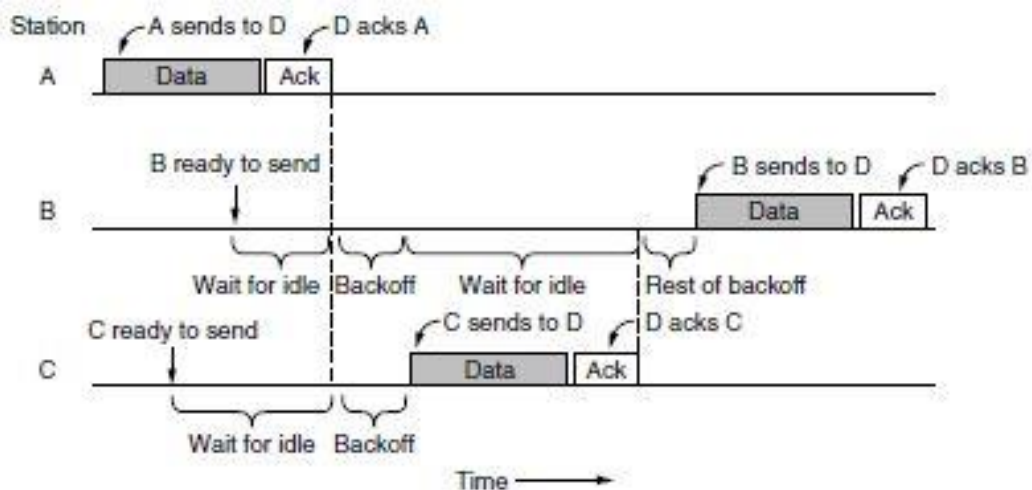 Station
A sends to D
D acks A
A
Data
Ack
B ready to send
B sends to D
D acks B
B
Data
Ack
Wait for idle
Backoff
Wait for idle
Rest of backoff
C ready to send
C sends to D
D acks C
C
Data
Ack
Wait for idle
Backoff
Time